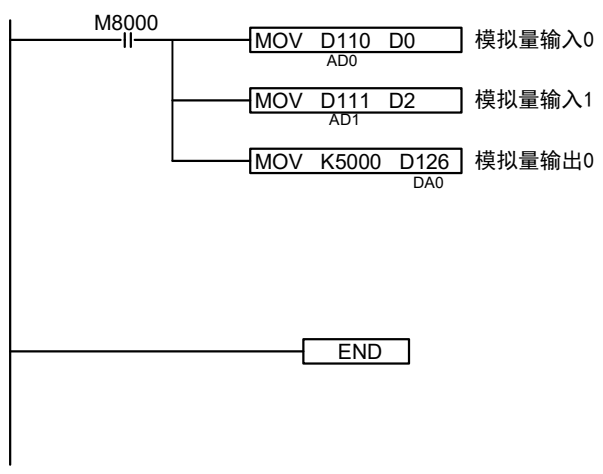 M8000
MOV D110 D0 模拟量输入0
AD0
MOV D111 D2 模拟量输入1
AD1
MOV K5000 D126 模拟量输出0
DA0
END